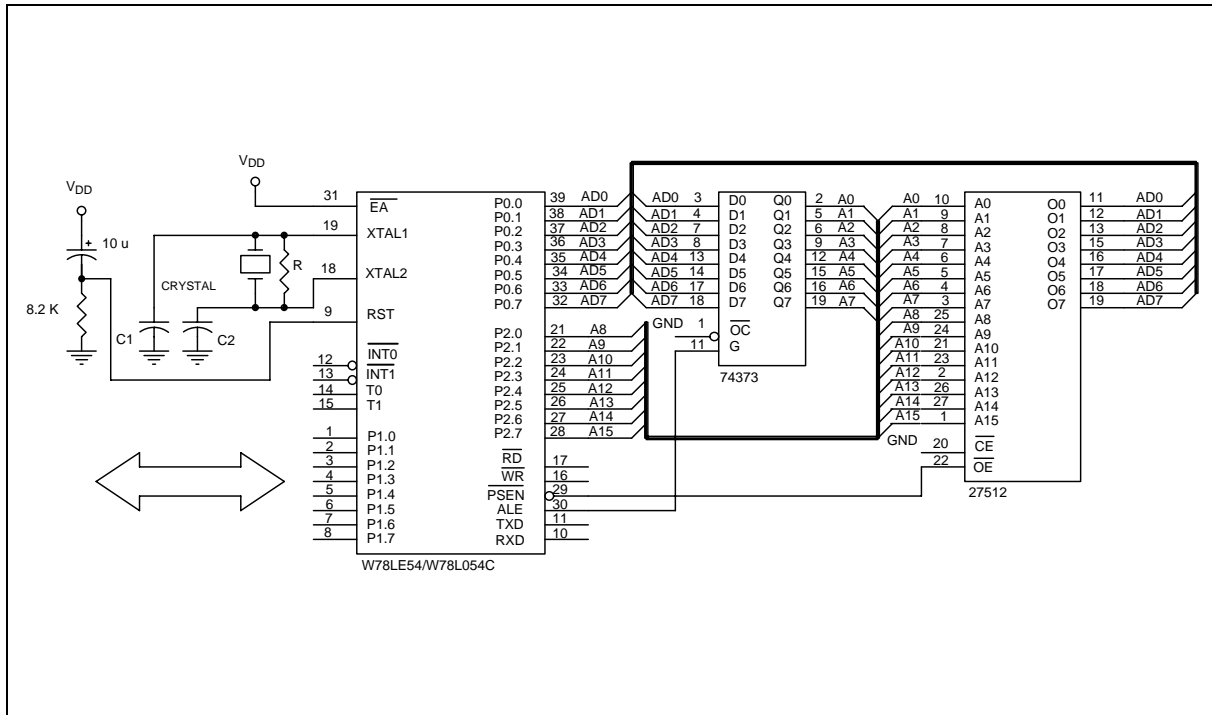 VDD
10 u
8.2 K
VDD
C1
C2
CRYSTAL
R
31 EA
19 XTAL1
18 XTAL2
9 RST
12 INT0
13 INT1
14 T0
15 T1
1 P1.0
2 P1.1
3 P1.2
4 P1.3
5 P1.4
6 P1.5
7 P1.6
8 P1.7
P0.0 39 AD0
P0.1 38 AD1
P0.2 37 AD2
P0.3 36 AD3
P0.4 35 AD4
P0.5 34 AD5
P0.6 33 AD6
P0.7 32 AD7
P2.0 21 A8
P2.1 22 A9
P2.2 23 A10
P2.3 24 A11
P2.4 25 A12
P2.5 26 A13
P2.6 27 A14
P2.7 28 A15
RD 17
WR 16
PSEN 29
ALE 30
TXD 11
RXD 10
W78LE54/W78L054C
AD0 3 D0 Q0 2 A0
AD1 4 D1 Q1 5 A1
AD2 7 D2 Q2 6 A2
AD3 8 D3 Q3 9 A3
AD4 13 D4 Q4 12 A4
AD5 14 D5 Q5 15 A5
AD6 17 D6 Q6 16 A6
AD7 18 D7 Q7 19 A7
GND 1 OC
11 G
74373
A0 10 A0 O0 11 AD0
A1 9 A1 O1 12 AD1
A2 8 A2 O2 13 AD2
A3 7 A3 O3 15 AD3
A4 6 A4 O4 16 AD4
A5 5 A5 O5 17 AD5
A6 4 A6 O6 18 AD6
A7 3 A7 O7 19 AD7
A8 25 A8
A9 24 A9
A10 21 A10
A11 23 A11
A12 2 A12
A13 26 A13
A14 27 A14
A15 1 A15
GND 20 CE
22 OE
27512